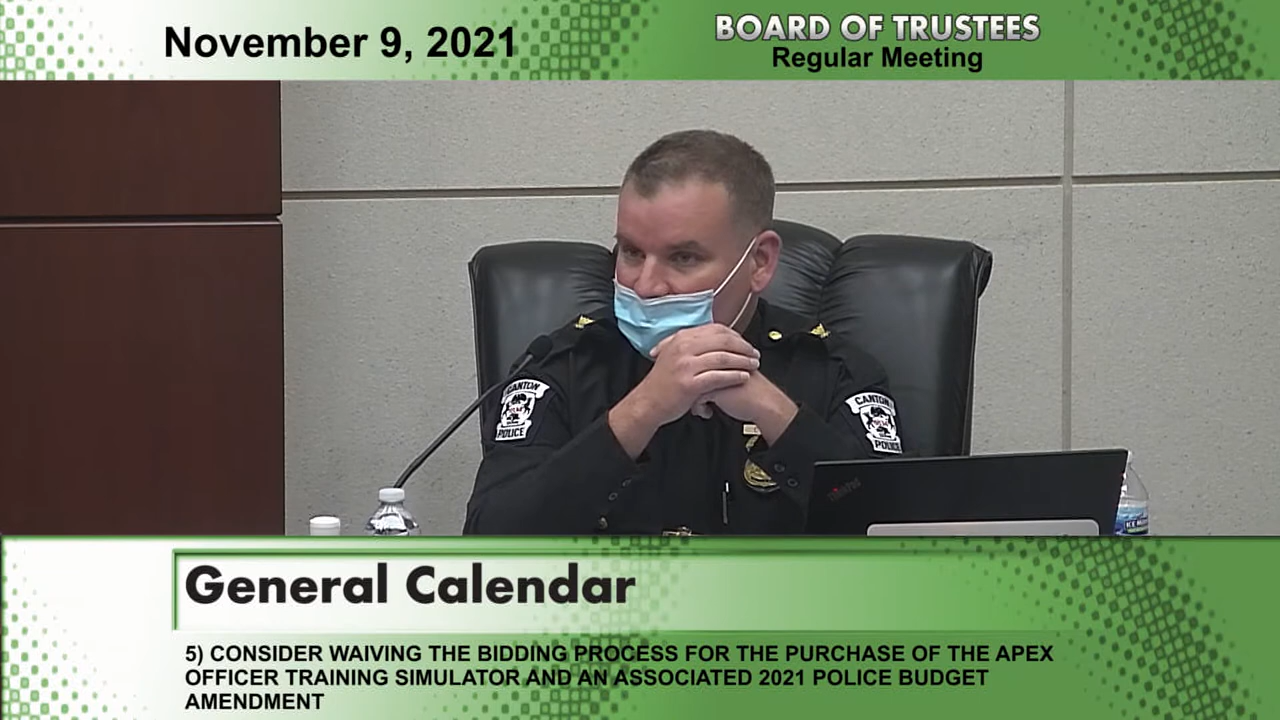 November 9, 2021
BOARD OF TRUSTEES
Regular Meeting
CANTON
POLICE
CANTON
POLICE
ThinkPad
General Calendar
5) CONSIDER WAIVING THE BIDDING PROCESS FOR THE PURCHASE OF THE APEX
OFFICER TRAINING SIMULATOR AND AN ASSOCIATED 2021 POLICE BUDGET
AMENDMENT